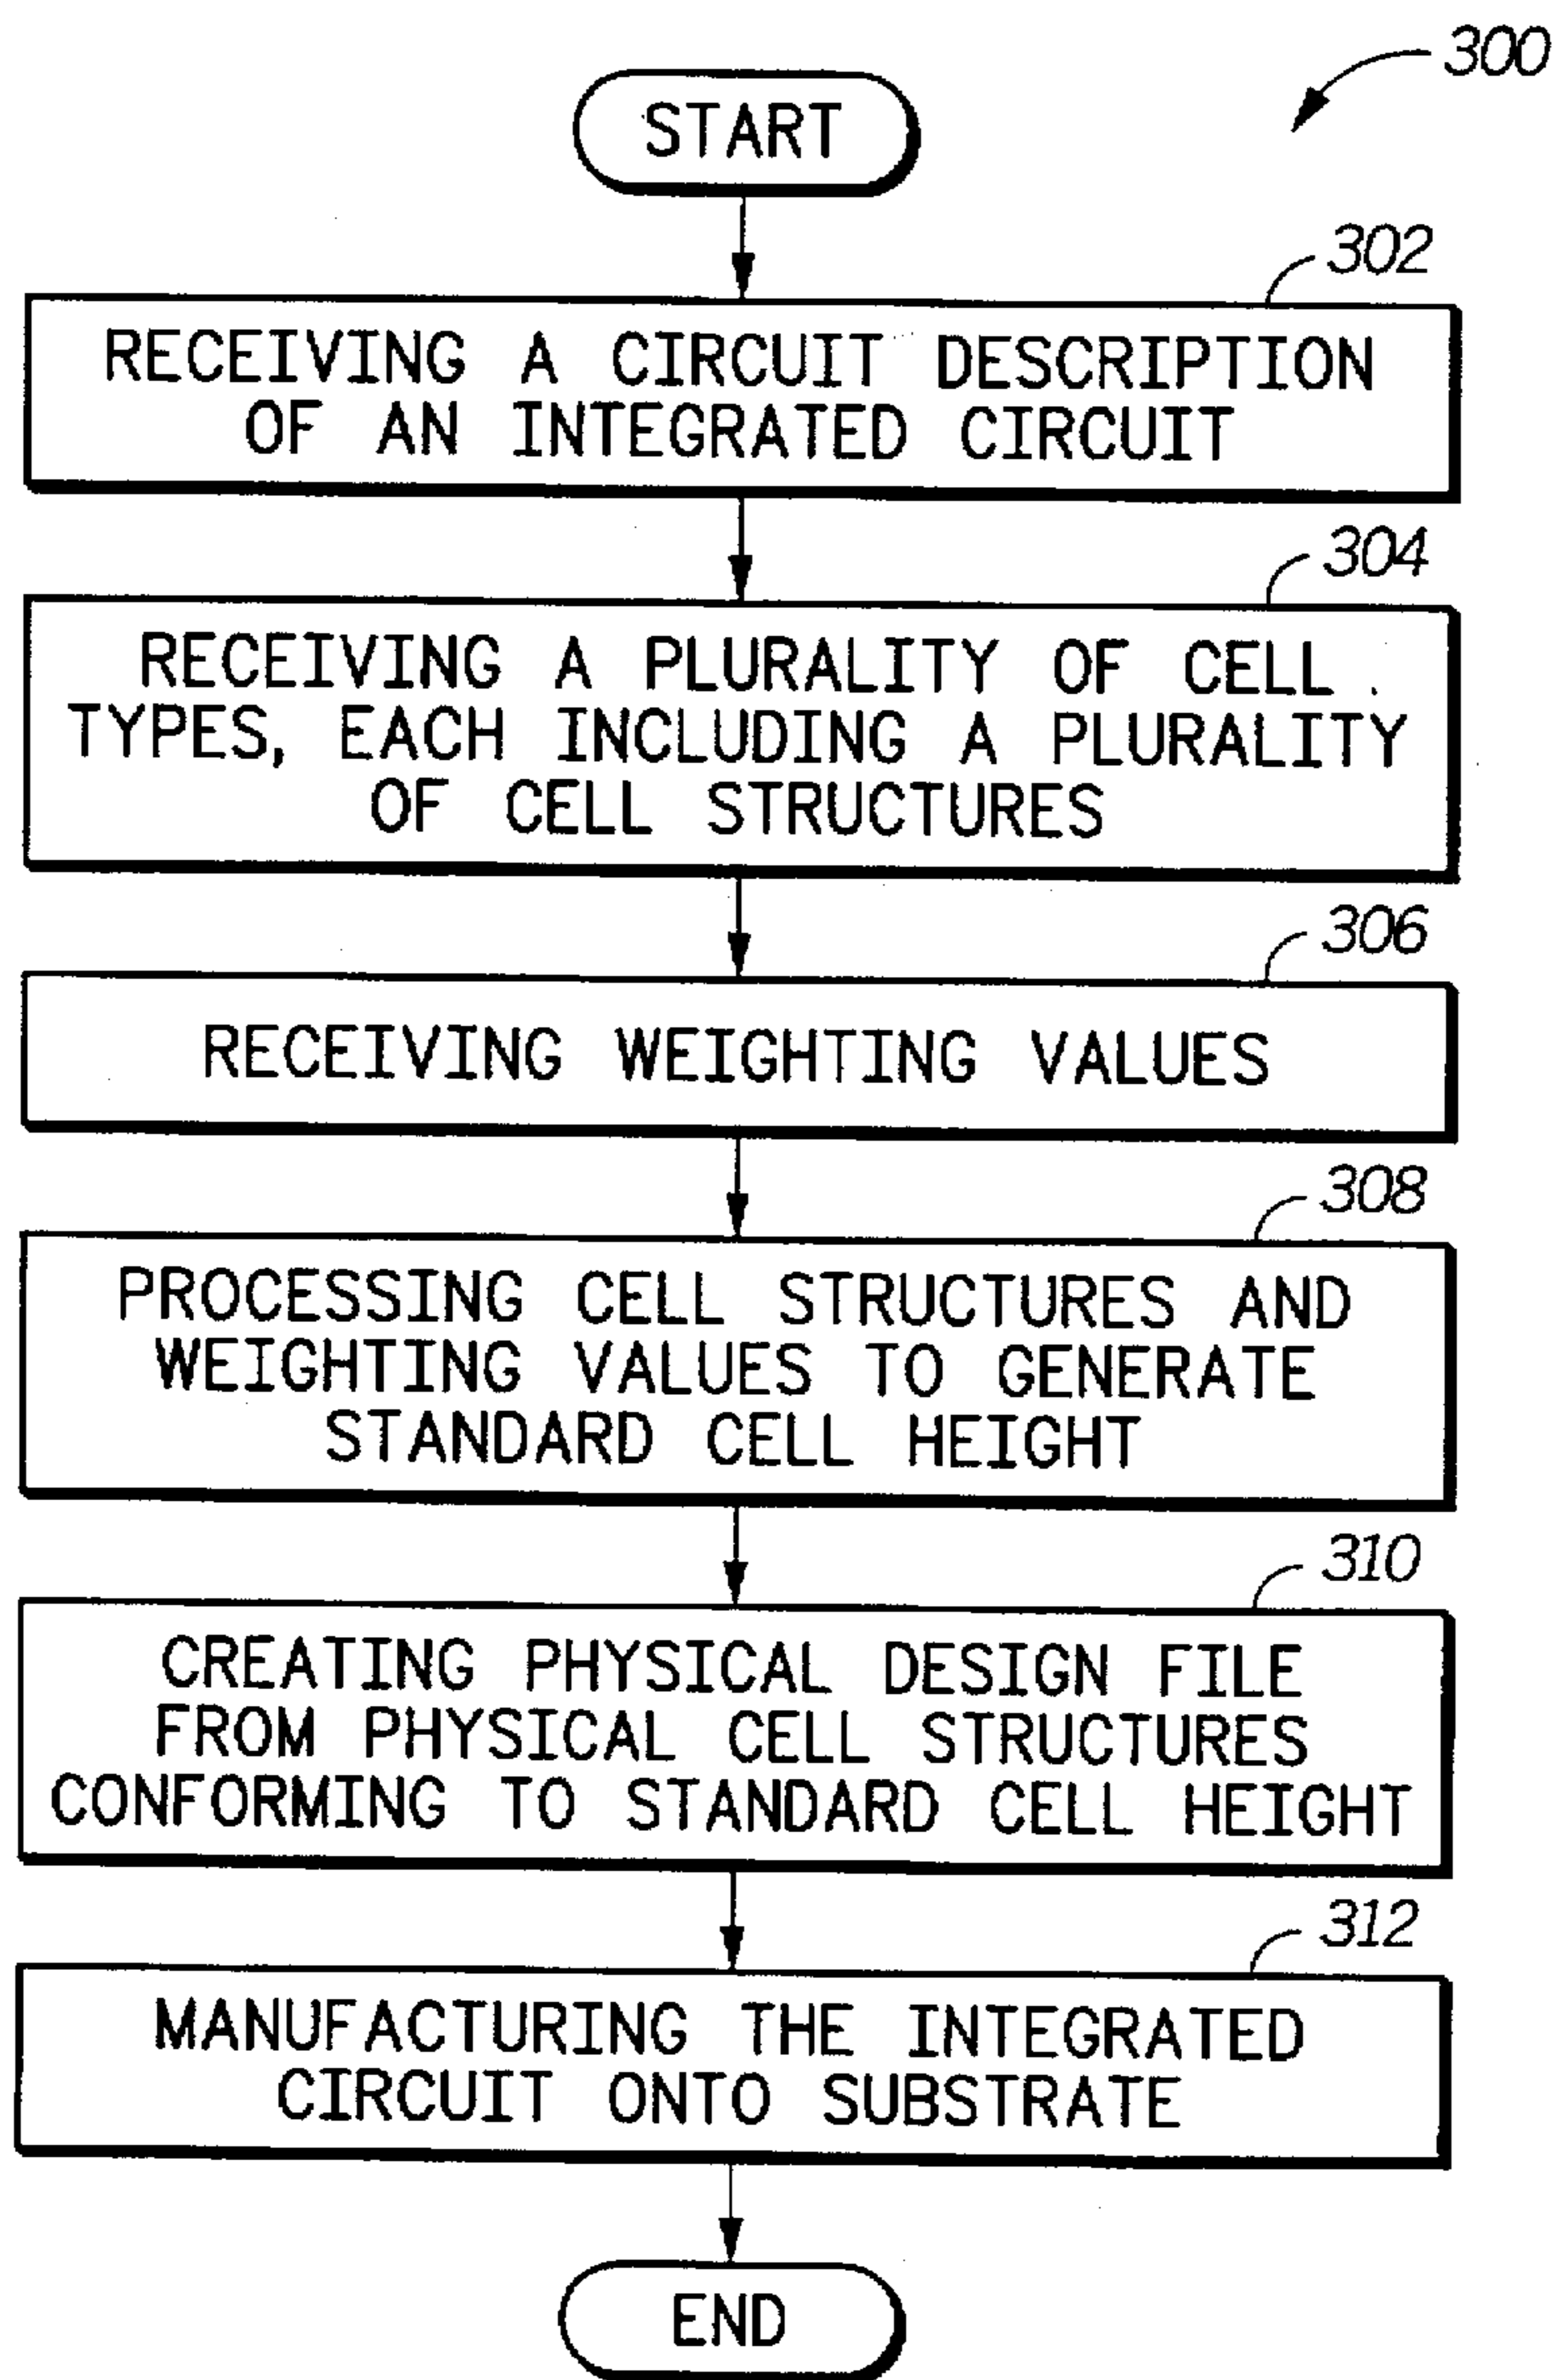 300
START
302
RECEIVING A CIRCUIT DESCRIPTION
OF AN INTEGRATED CIRCUIT
304
RECEIVING A PLURALITY OF CELL
TYPES, EACH INCLUDING A PLURALITY
OF CELL STRUCTURES
306
RECEIVING WEIGHTING VALUES
308
PROCESSING CELL STRUCTURES AND
WEIGHTING VALUES TO GENERATE
STANDARD CELL HEIGHT
310
CREATING PHYSICAL DESIGN FILE
FROM PHYSICAL CELL STRUCTURES
CONFORMING TO STANDARD CELL HEIGHT
312
MANUFACTURING THE INTEGRATED
CIRCUIT ONTO SUBSTRATE
END